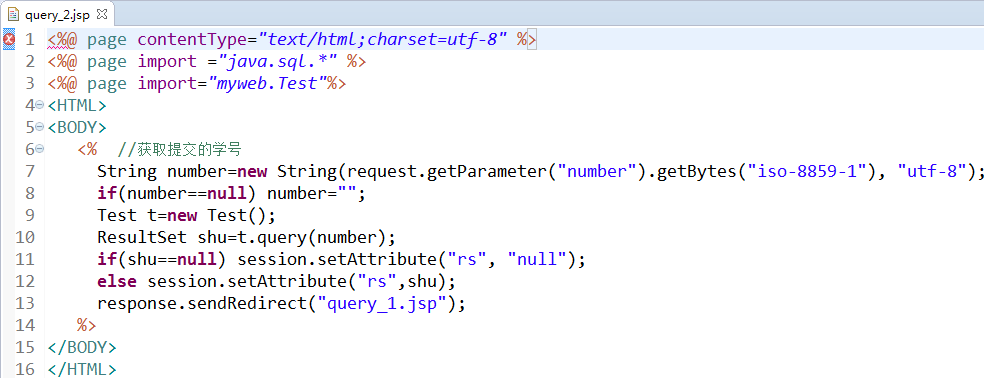 query_2.jsp
1 <%@ page contentType="text/html;charset=utf-8" %>
2 <%@ page import ="java.sql.*" %>
3 <%@ page import="myweb.Test"%>
4 <HTML>
5 <BODY>
6 <% //获取提交的学号
7 String number=new String(request.getParameter("number").getBytes("iso-8859-1"), "utf-8");
8 if(number==null) number="";
9 Test t=new Test();
10 ResultSet shu=t.query(number);
11 if(shu==null) session.setAttribute("rs", "null");
12 else session.setAttribute("rs",shu);
13 response.sendRedirect("query_1.jsp");
14 %>
15 </BODY>
16 </HTML>